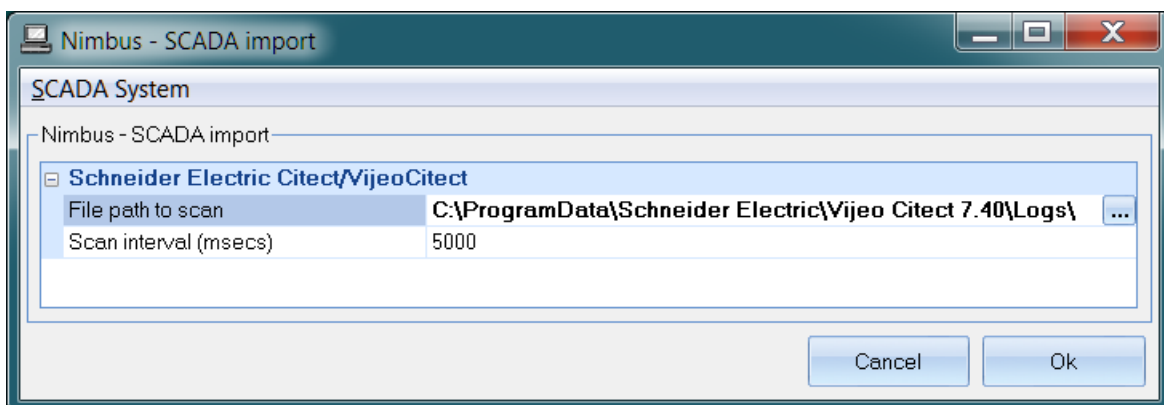 Nimbus - SCADA import
SCADA System
Nimbus - SCADA import
Schneider Electric Citect/VijeoCitect
File path to scan C:\ProgramData\Schneider Electric\Vijeo Citect 7.40\Logs\ ...
Scan interval (msecs) 5000
Cancel Ok